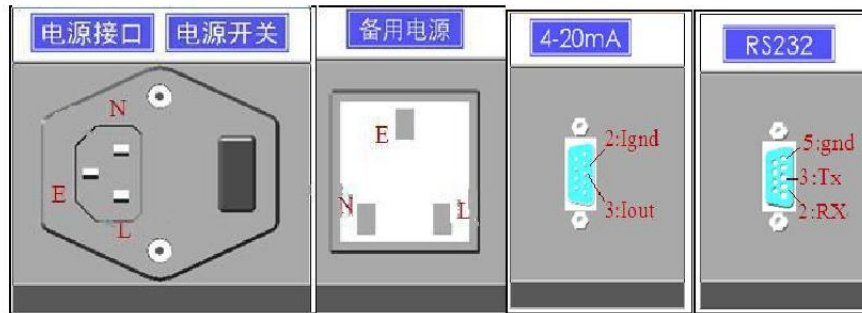 电源接口 电源开关
N
E
L
备用电源
E
N L
4-20mA
2:Ignd
3:Iout
RS232
5:gnd
3:Tx
2:RX